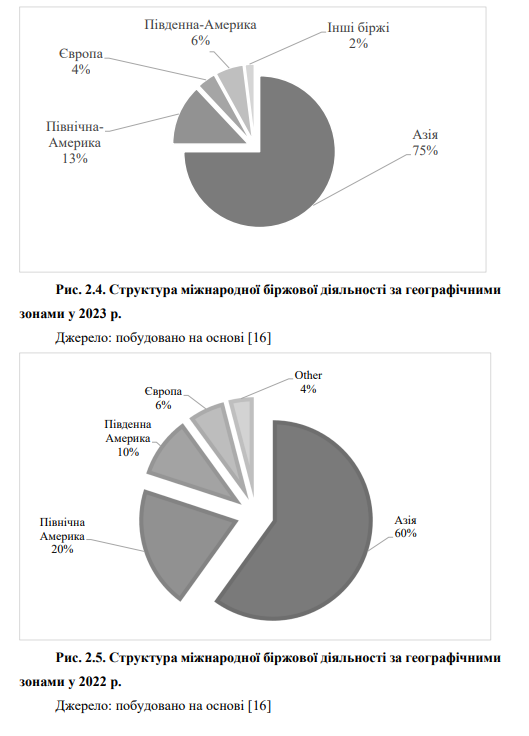 Південна-Америка
6%
Інші біржі
2%
Європа
4%
Північна-
Америка
13%
Азія
75%
Рис. 2.4. Структура міжнародної біржової діяльності за географічними
зонами у 2023 р.
Джерело: побудовано на основі [16]
Other
4%
Європа
6%
Південна
Америка
10%
Північна
Америка
20%
Азія
60%
Рис. 2.5. Структура міжнародної біржової діяльності за географічними
зонами у 2022 р.
Джерело: побудовано на основі [16]